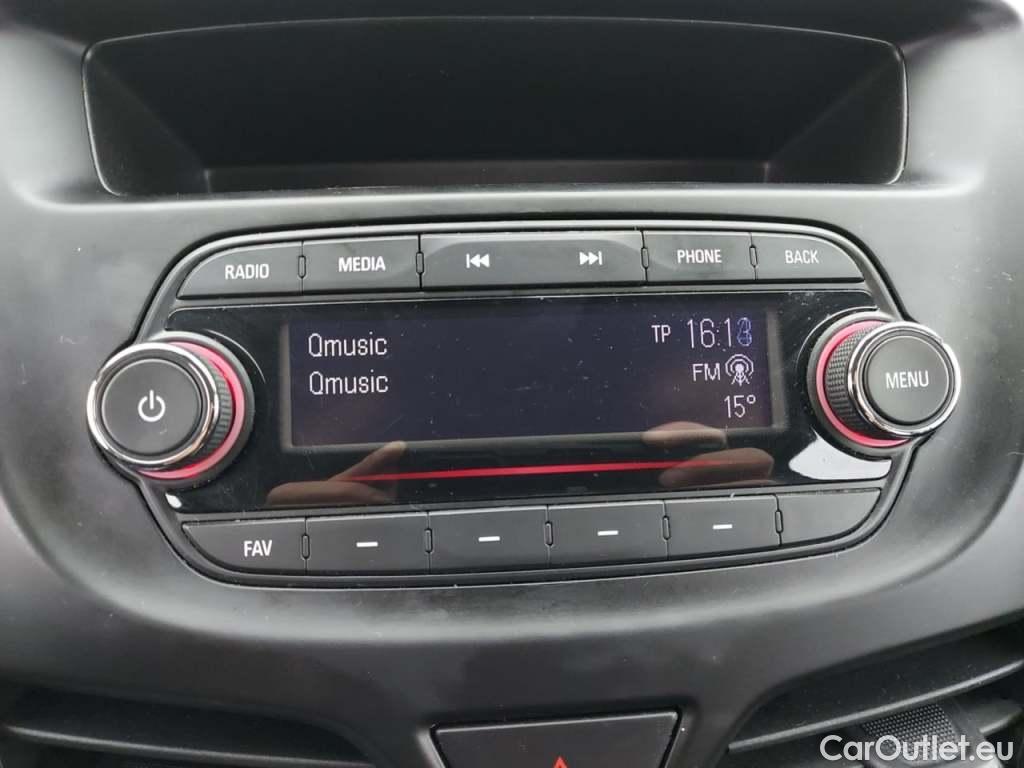 RADIO MEDIA PHONE BACK
Qmusic TP
Qmusic FM
15°
MENU
FAV
CarOutlet.eu